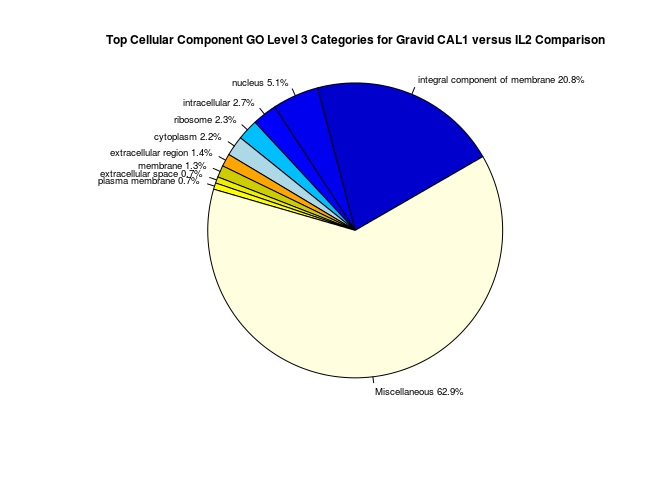 Top Cellular Component GO Level 3 Categories for Gravid CAL1 versus IL2 Comparison
integral component of membrane 20.8%
nucleus 5.1%
intracellular 2.7%
ribosome 2.3%
cytoplasm 2.2%
extracellular region 1.4%
membrane 1.3%
extracellular space 0.7%
plasma membrane 0.7%
Miscellaneous 62.9%